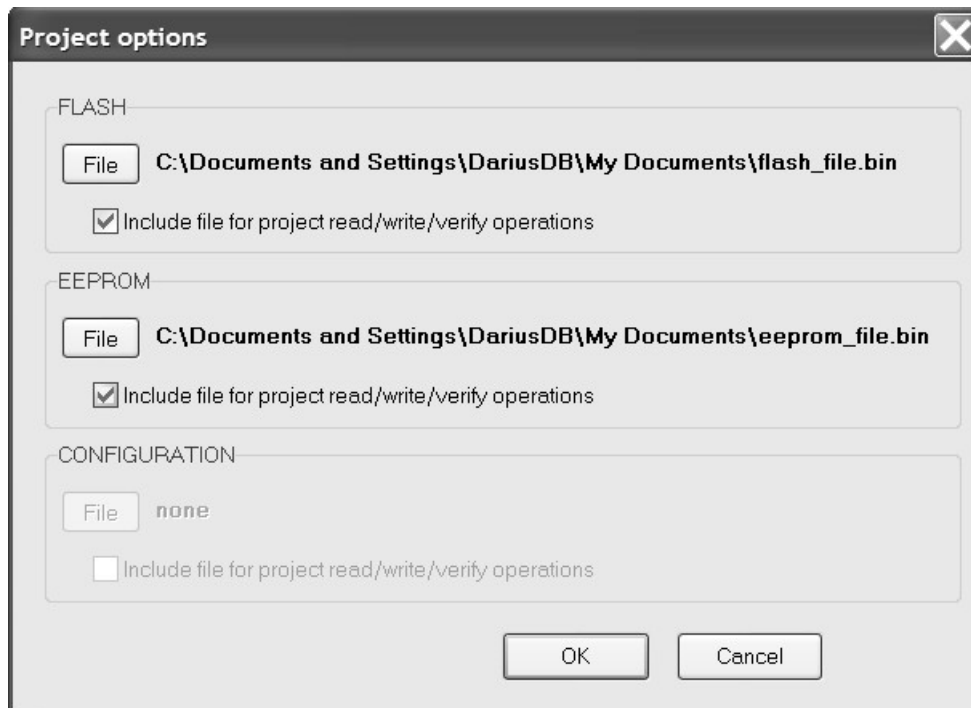 Project options
FLASH
File C:\Documents and Settings\DariusDB\My Documents\flash_file.bin
Include file for project read/write/verify operations
EEPROM
File C:\Documents and Settings\DariusDB\My Documents\eeprom_file.bin
Include file for project read/write/verify operations
CONFIGURATION
File none
Include file for project read/write/verify operations
OK Cancel